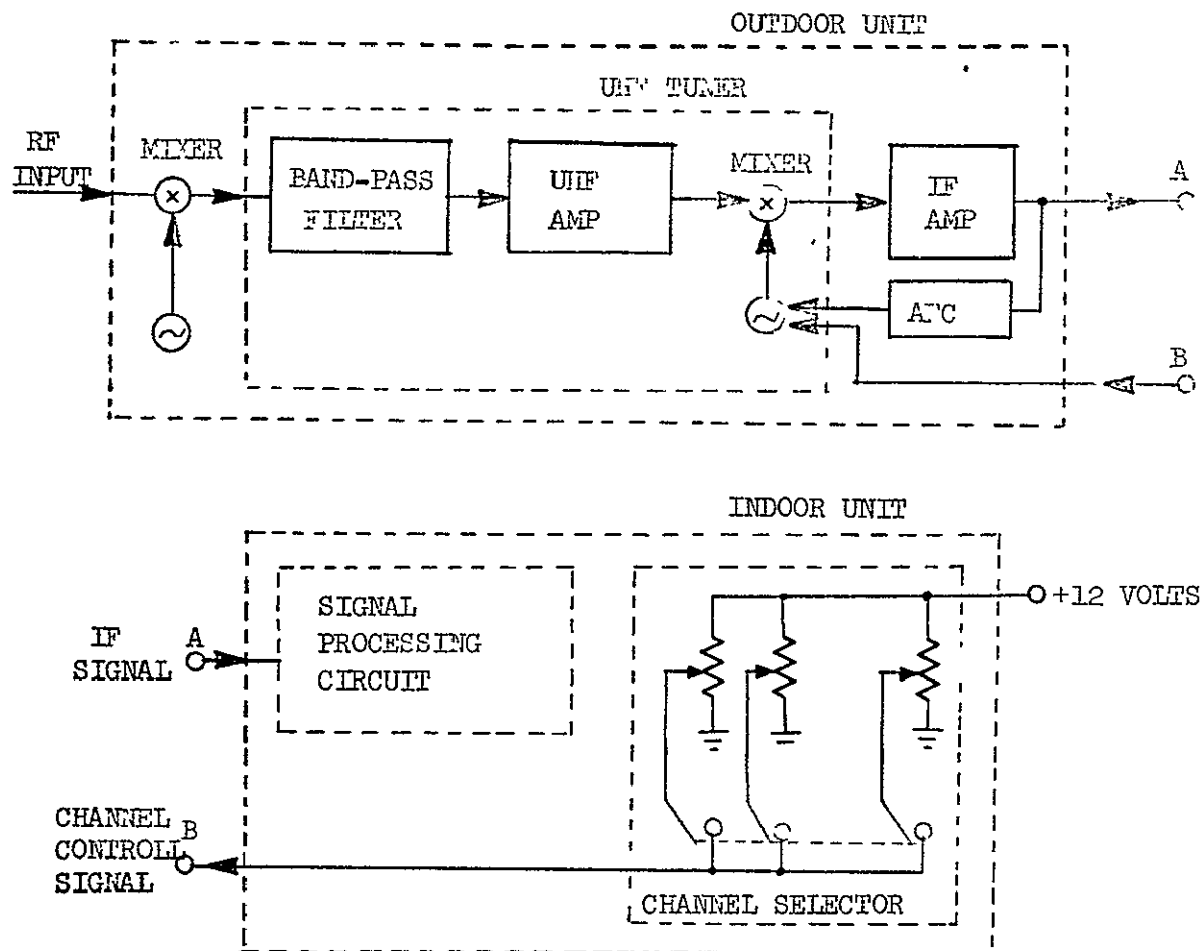 OUTDOOR UNIT
UHF TUNER
RF
INPUT
MIXER
BAND-PASS
FILTER
UHF
AMP
MIXER
IF
AMP
A
AFC
B
INDOOR UNIT
SIGNAL
PROCESSING
CIRCUIT
+12 VOLTS
IF
SIGNAL
A
CHANNEL
CONTROLL
SIGNAL
B
CHANNEL SELECTOR